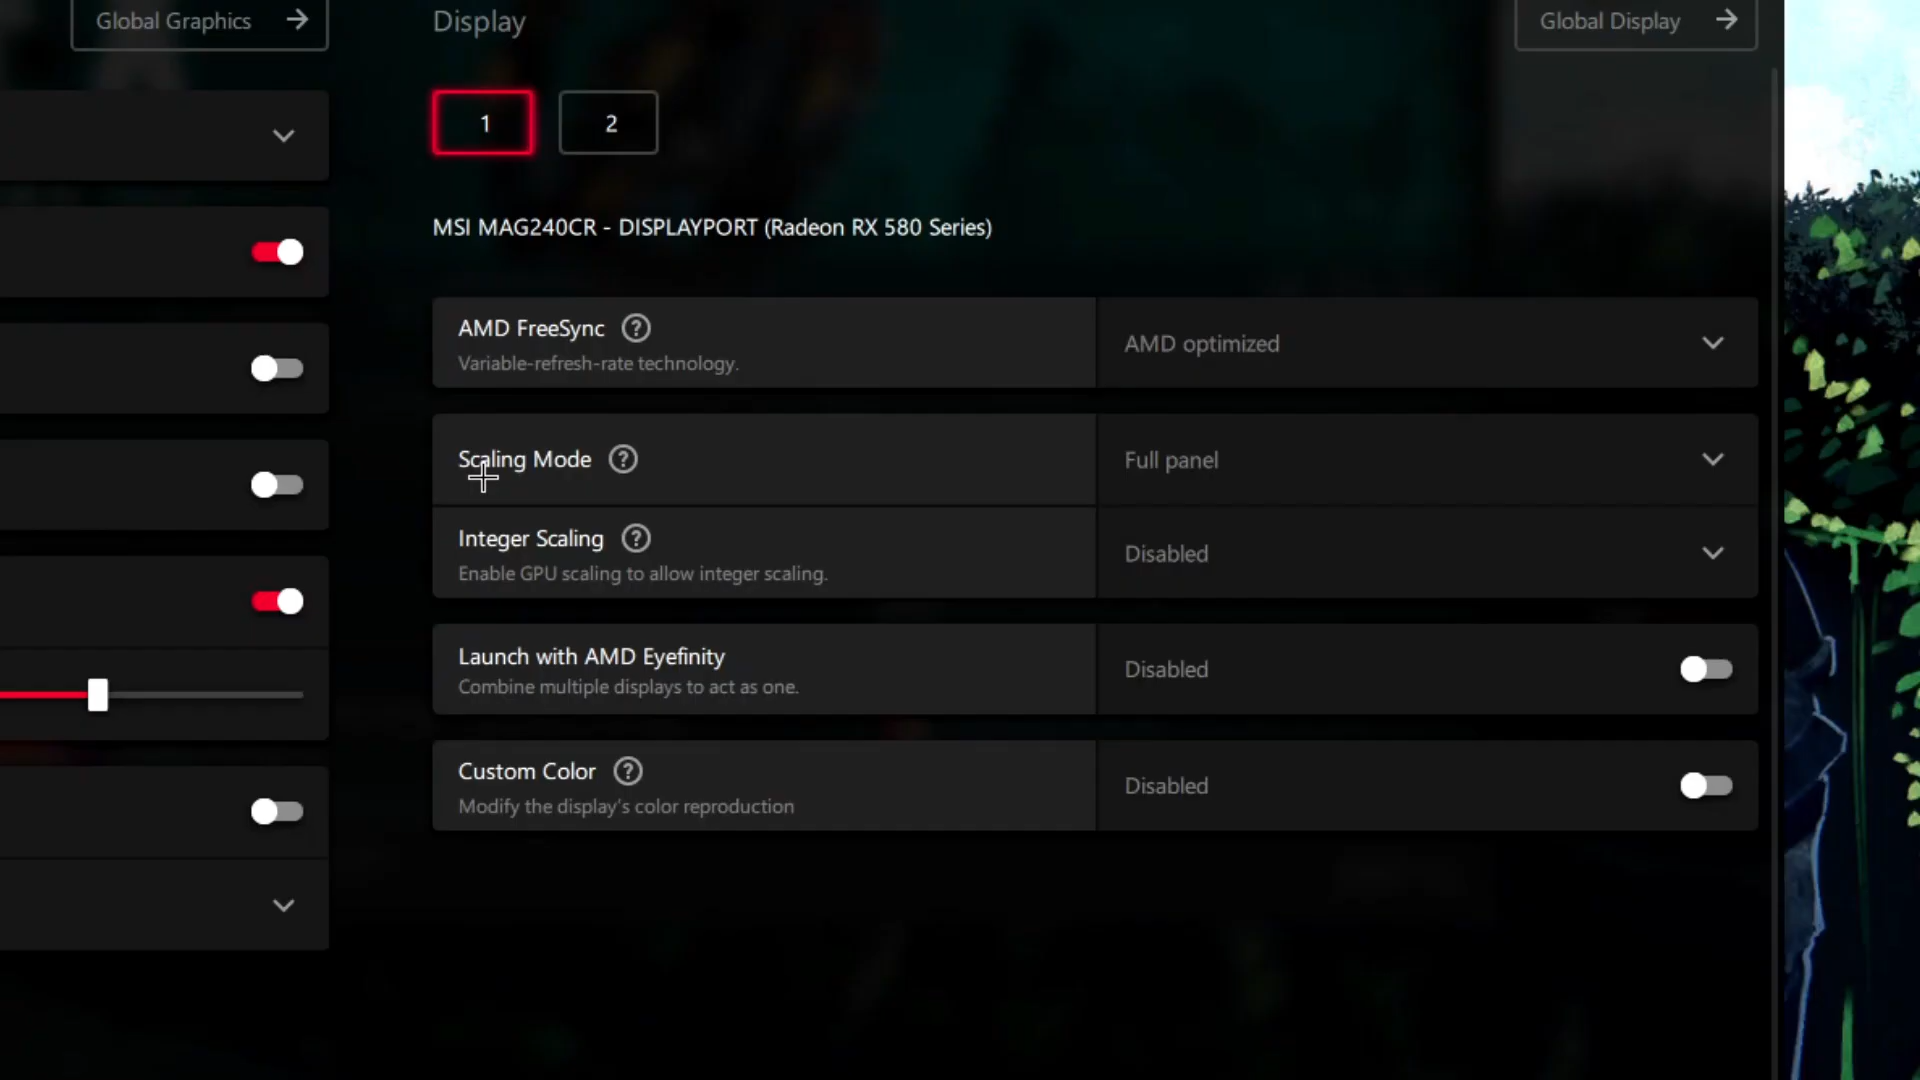 Global Graphics
Display
Global Display
1
2
MSI MAG240CR - DISPLAYPORT (Radeon RX 580 Series)
AMD FreeSync
Variable-refresh-rate technology.
AMD optimized
Scaling Mode
Full panel
Integer Scaling
Enable GPU scaling to allow integer scaling.
Disabled
Launch with AMD Eyefinity
Combine multiple displays to act as one.
Disabled
Custom Color
Modify the display's color reproduction
Disabled